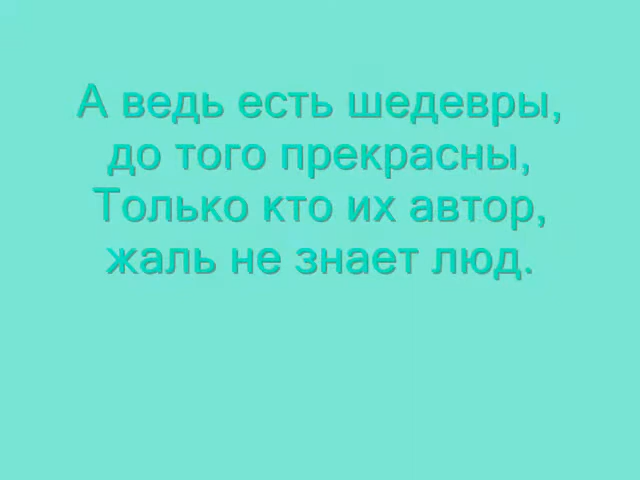 А ведь есть шедевры,
до того прекрасны,
Только кто их автор,
жаль не знает люд.